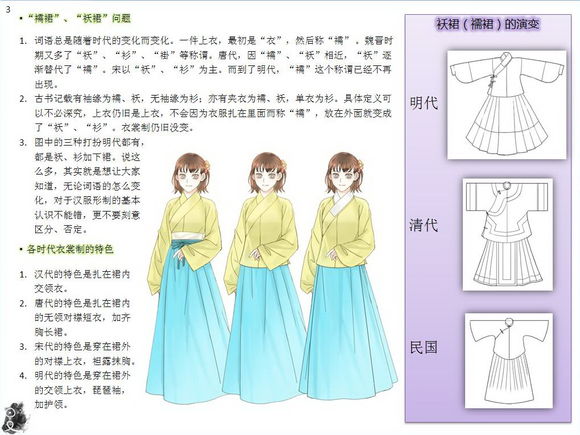 3
• “襦裙”、“袄裙”问题
1. 词语总是随着时代的变化而变化。一件上衣，最初是“衣”，然后称“襦”。魏晋时
期又多了“袄”、“衫”、“褂”等称谓。唐代，因“襦”、“袄”相近，“袄”逐
渐替代了“襦”。宋以“袄”、“衫”为主。而到了明代，“襦”这个称谓已经不再
出现。
2. 古书记载有袖缘为襦、袄，无袖缘为衫；亦有夹衣为襦、袄，单衣为衫。具体定义可
以不必深究，上衣仍旧是上衣，不会因为衣服扎在里面而称“襦”，放在外面就变成
了“袄”、“衫”。衣裳制仍旧没变。
3. 图中的三种打扮明代都有，
都是袄、衫加下裙。说这
么多，其实就是想让大家
知道，无论词语的怎么变
化，对于汉服形制的基本
认识不能错，更不要刻意
区分、否定。
• 各时代衣裳制的特色
1. 汉代的特色是扎在裙内
交领衣。
2. 唐代的特色是扎在裙内
的无领对襟短衣，加齐
胸长裙。
3. 宋代的特色是穿在裙外
的对襟上衣，袒露抹胸。
4. 明代的特色是穿在裙外
的交领上衣，琵琶袖，
加护领。
袄裙（襦裙）的演变
明代
清代
民国